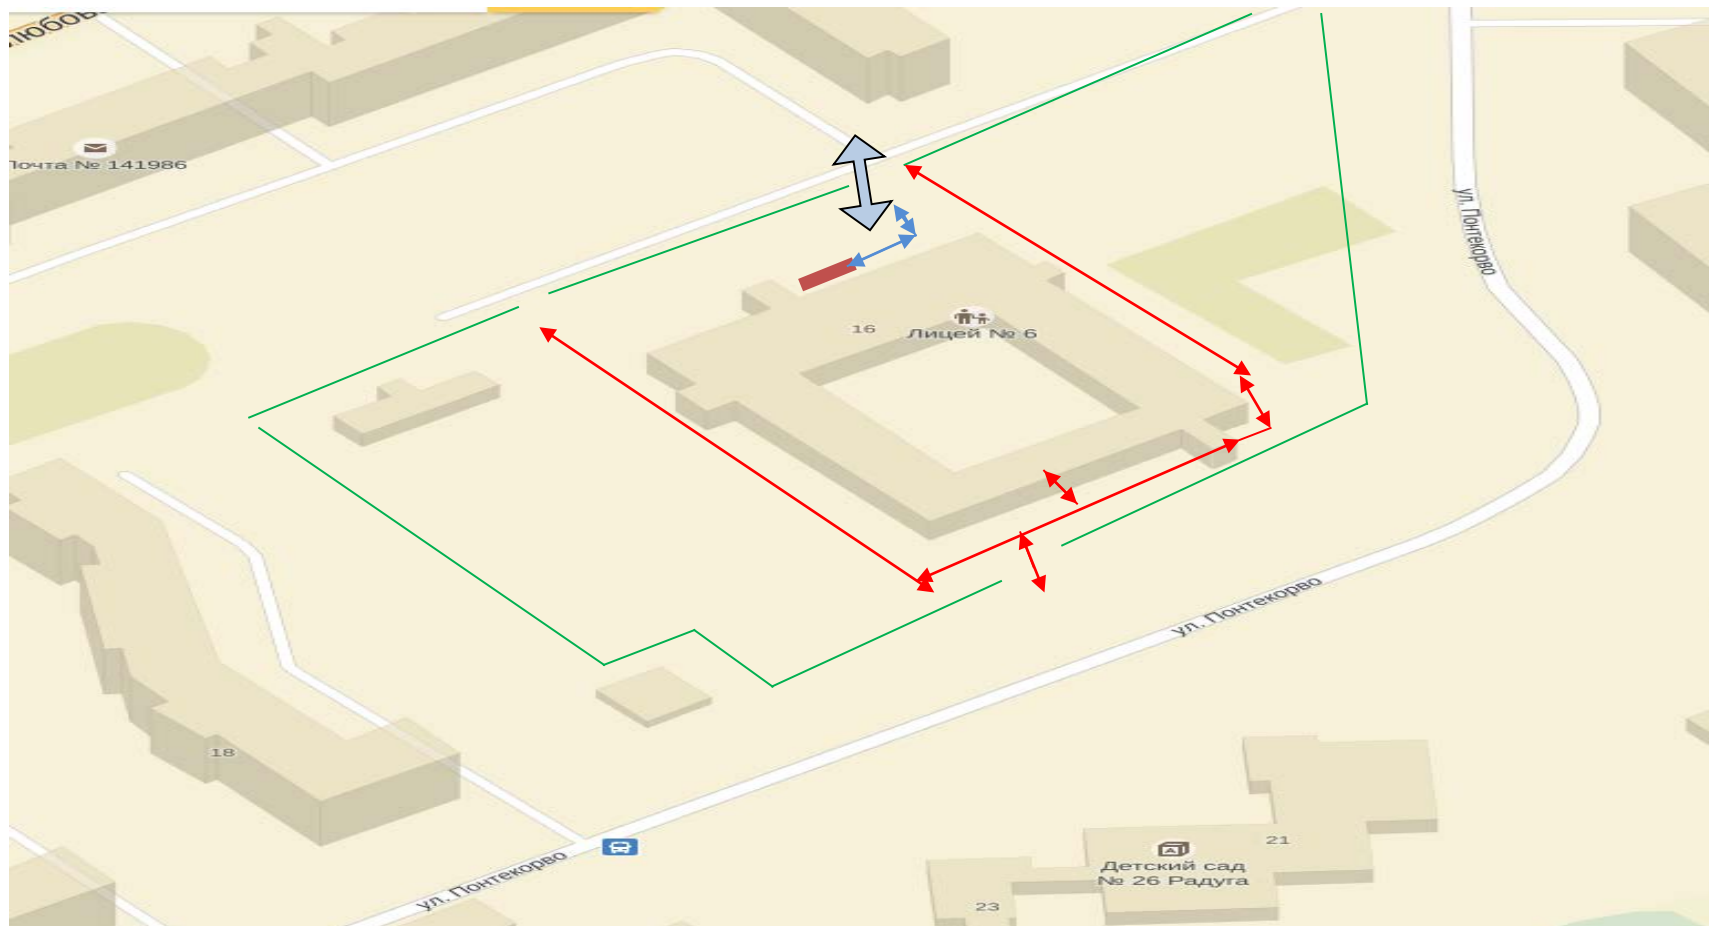 Почта № 141986
ул. Понтекорво
16
Лицей № 6
ул. Понтекорво
18
21
Детский сад
№ 26 Радуга
ул. Понтекорво
23